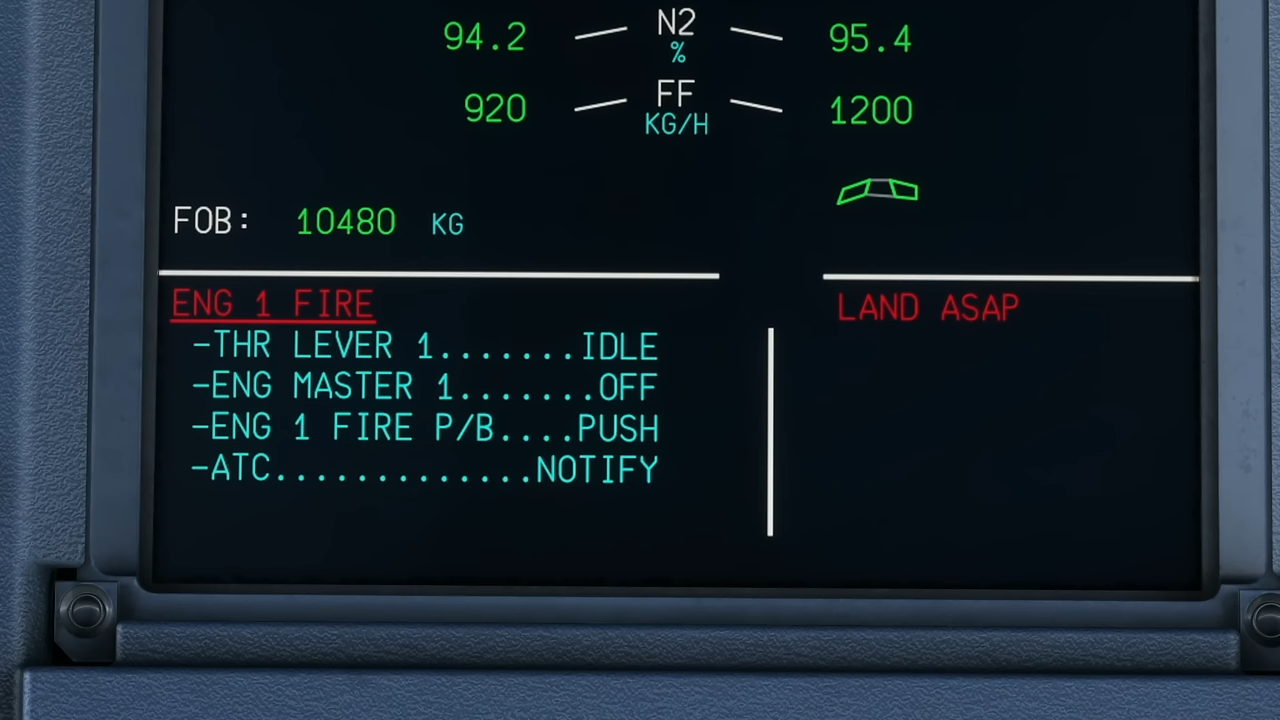 94.2 N2 95.4
%
920 FF 1200
KG/H
FOB: 10480 KG
ENG 1 FIRE
-THR LEVER 1.......IDLE
-ENG MASTER 1.......OFF
-ENG 1 FIRE P/B....PUSH
-ATC.............NOTIFY
LAND ASAP